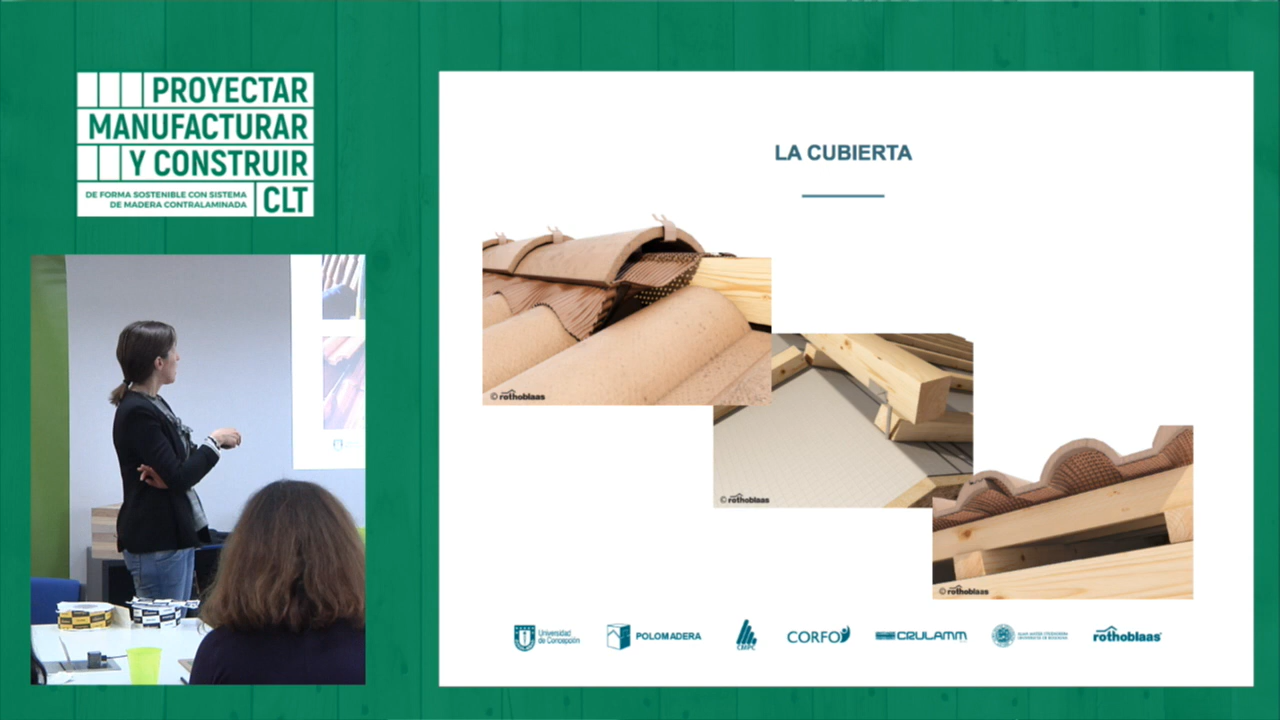 PROYECTAR
MANUFACTURAR
Y CONSTRUIR
DE FORMA SOSTENIBLE CON SISTEMA
DE MADERA CONTRALAMINADA
CLT
LA CUBIERTA
© rothoblaas
© rothoblaas
© rothoblaas
Universidad
de Concepción
POLOMADERA
CMPC
CORFO
CRULAMM
rothoblaas